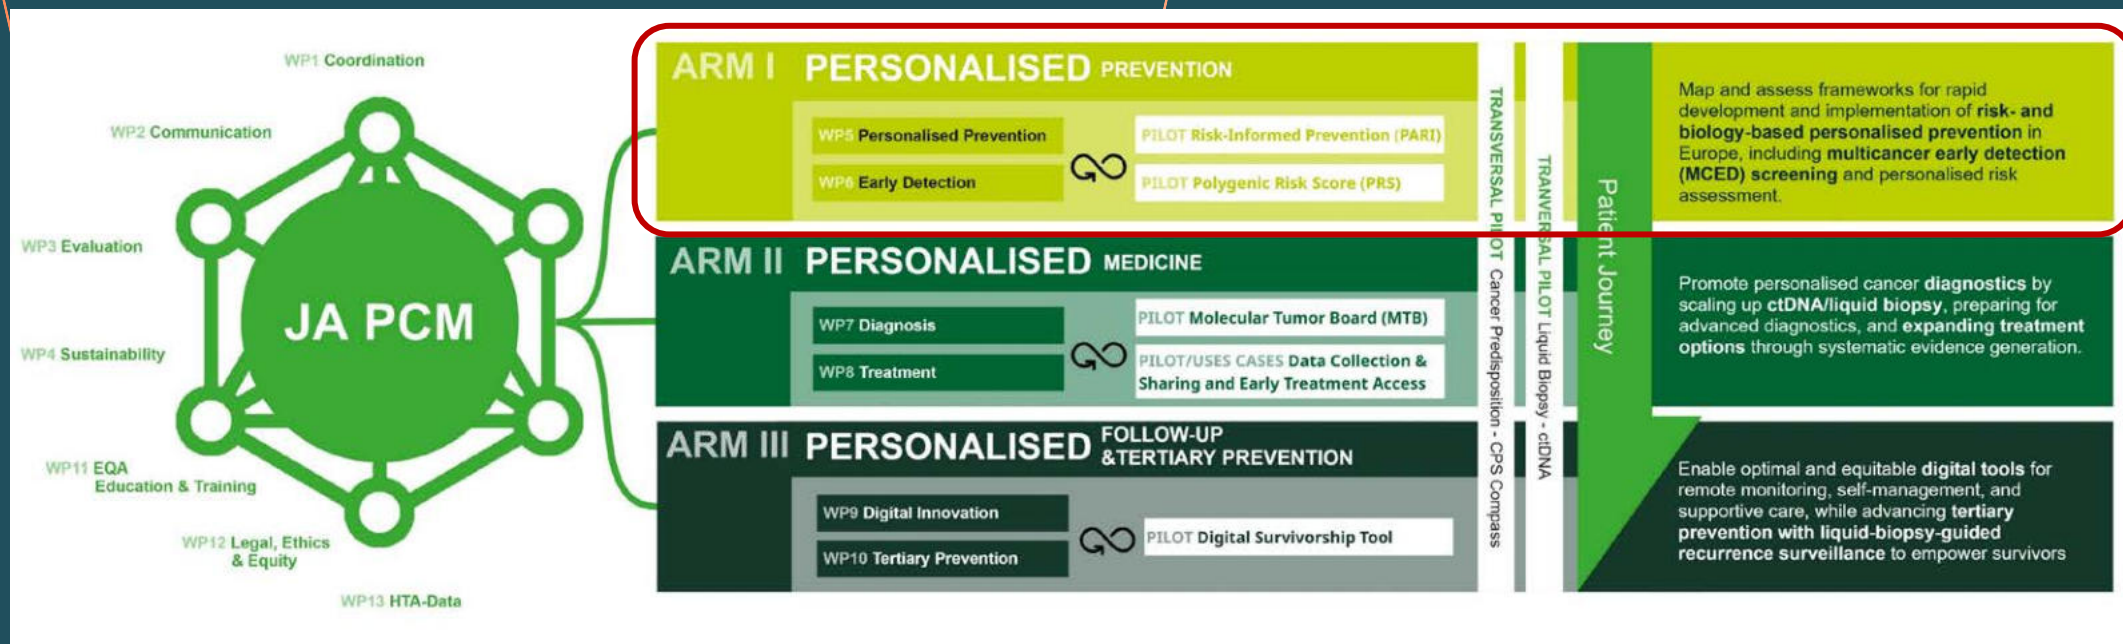 WP1 Coordination
WP2 Communication
WP3 Evaluation
WP4 Sustainability
JA PCM
WP11 EQA
Education & Training
WP12 Legal, Ethics
& Equity
WP13 HTA-Data
ARM I PERSONALISED PREVENTION
WP5 Personalised Prevention
WP6 Early Detection
PILOT Risk-Informed Prevention (PARI)
PILOT Polygenic Risk Score (PRS)
ARM II PERSONALISED MEDICINE
WP7 Diagnosis
WP8 Treatment
PILOT Molecular Tumor Board (MTB)
PILOT/USES CASES Data Collection &
Sharing and Early Treatment Access
ARM III PERSONALISED FOLLOW-UP
&TERTIARY PREVENTION
WP9 Digital Innovation
WP10 Tertiary Prevention
PILOT Digital Survivorship Tool
TRANSVERSAL PILOT Cancer Predisposition - CPS Compass
TRANVERSAL PILOT Liquid Biopsy - ctDNA
Patient Journey
Map and assess frameworks for rapid
development and implementation of risk- and
biology-based personalised prevention in
Europe, including multicancer early detection
(MCED) screening and personalised risk
assessment.
Promote personalised cancer diagnostics by
scaling up ctDNA/liquid biopsy, preparing for
advanced diagnostics, and expanding treatment
options through systematic evidence generation.
Enable optimal and equitable digital tools for
remote monitoring, self-management, and
supportive care, while advancing tertiary
prevention with liquid-biopsy-guided
recurrence surveillance to empower survivors